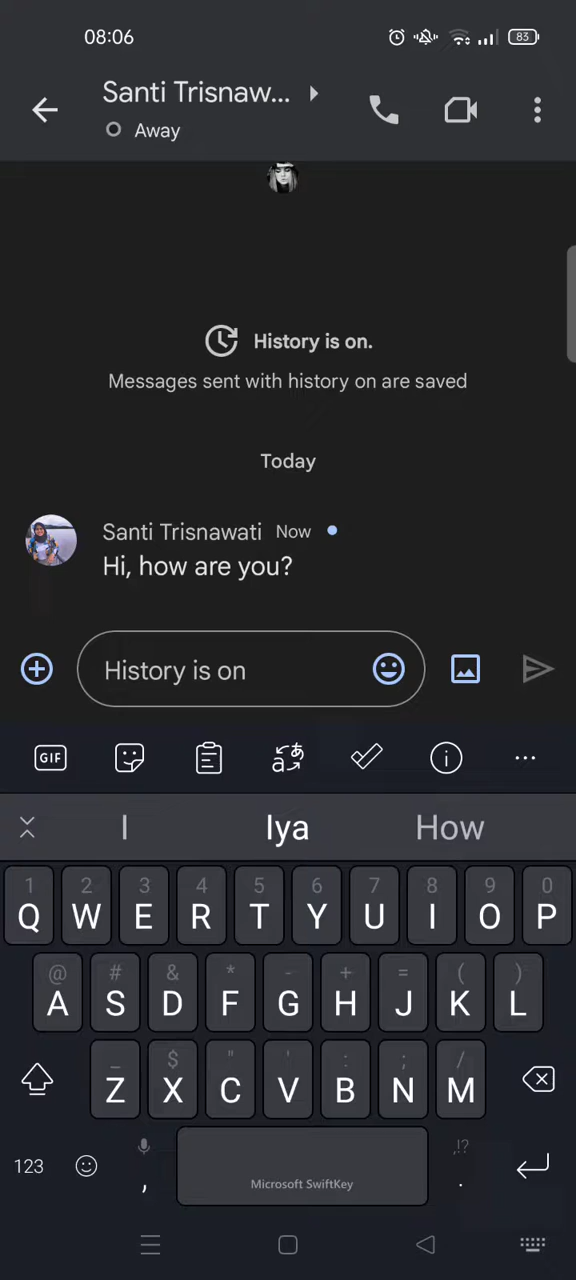 08:06
83
Santi Trisnaw...
Away
History is on.
Messages sent with history on are saved
Today
Santi Trisnawati Now
Hi, how are you?
History is on
GIF
I Iya How
1 2 3 4 5 6 7 8 9 0
Q W E R T Y U I O P
@ # & * - + = ( )
A S D F G H J K L
_ $ " ' : ; /
Z X C V B N M
,!?
123 , Microsoft SwiftKey .